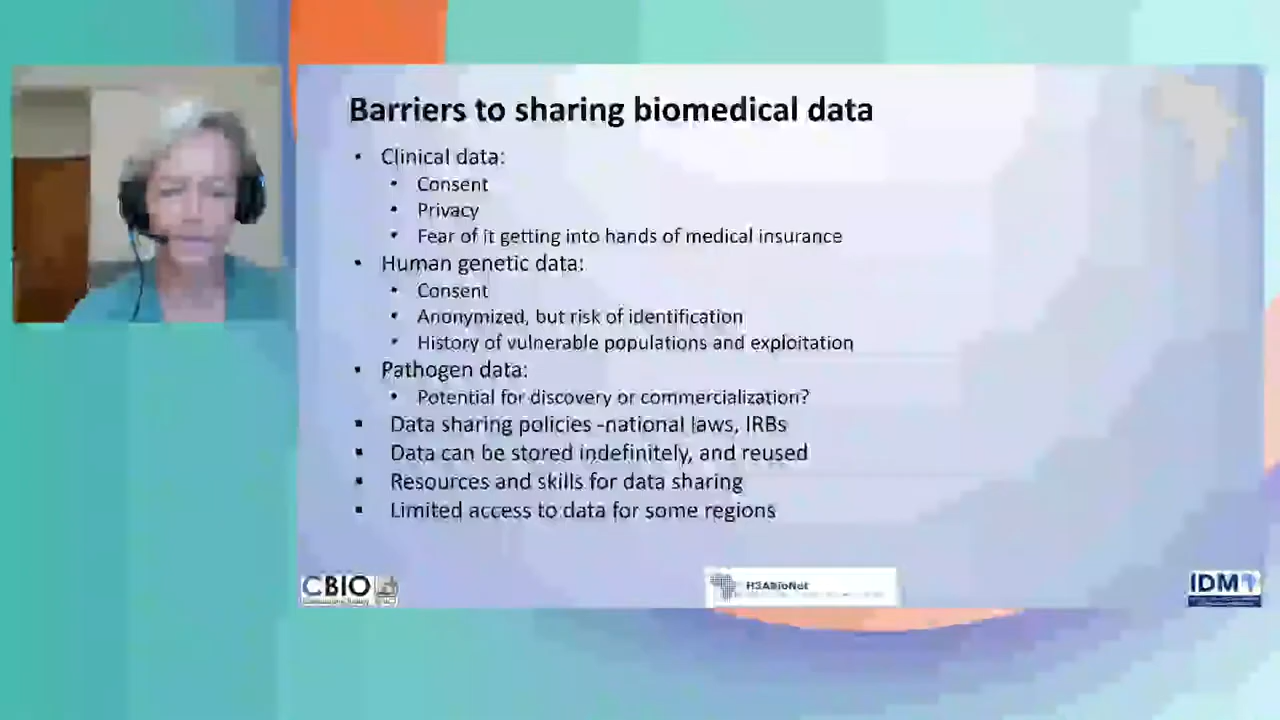 Barriers to sharing biomedical data
• Clinical data:
• Consent
• Privacy
• Fear of it getting into hands of medical insurance
• Human genetic data:
• Consent
• Anonymized, but risk of identification
• History of vulnerable populations and exploitation
• Pathogen data:
• Potential for discovery or commercialization?
▪ Data sharing policies -national laws, IRBs
▪ Data can be stored indefinitely, and reused
▪ Resources and skills for data sharing
▪ Limited access to data for some regions
CBIO
H3ABioNet
IDM